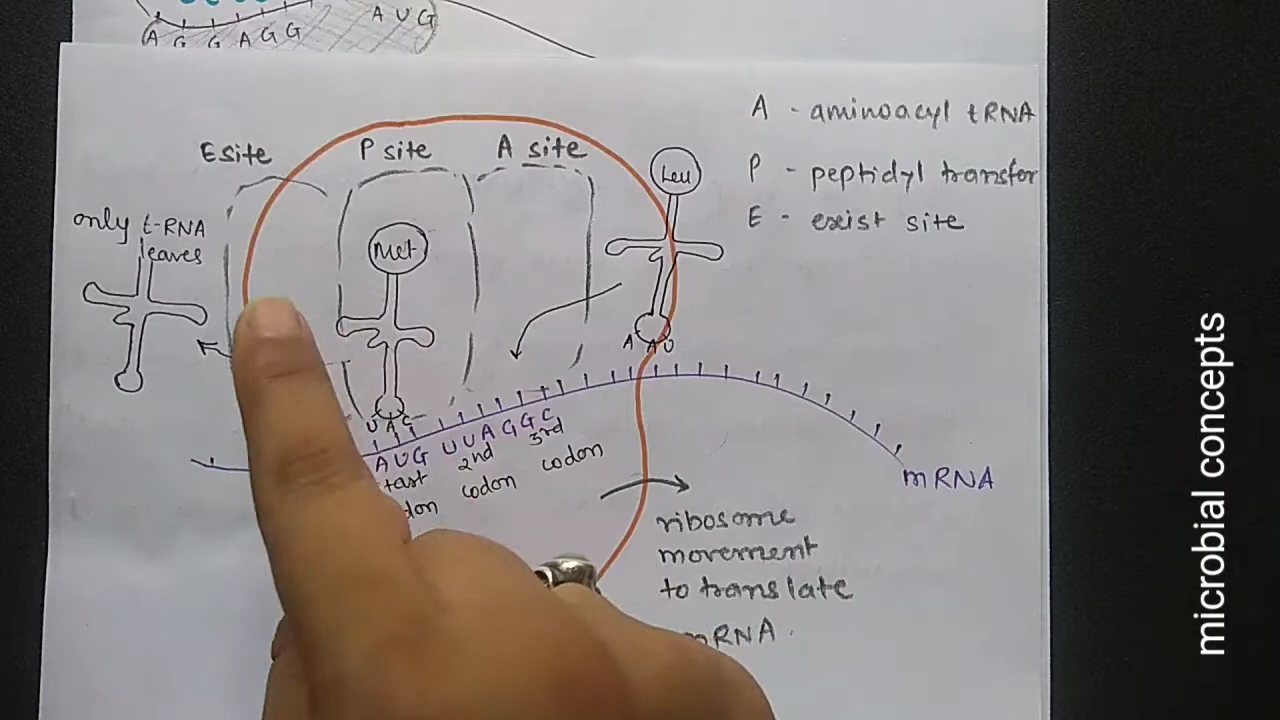 A G G A G G
A U G
E site
P site
A site
only t-RNA
leaves
Met
Leu
A - aminoacyl tRNA
P - peptidyl transfer
E - exist site
A A U
U A C
A U G U U A G G C
2nd
codon
3rd
codon
mRNA
ribosome
movement
to translate
mRNA.
microbial concepts